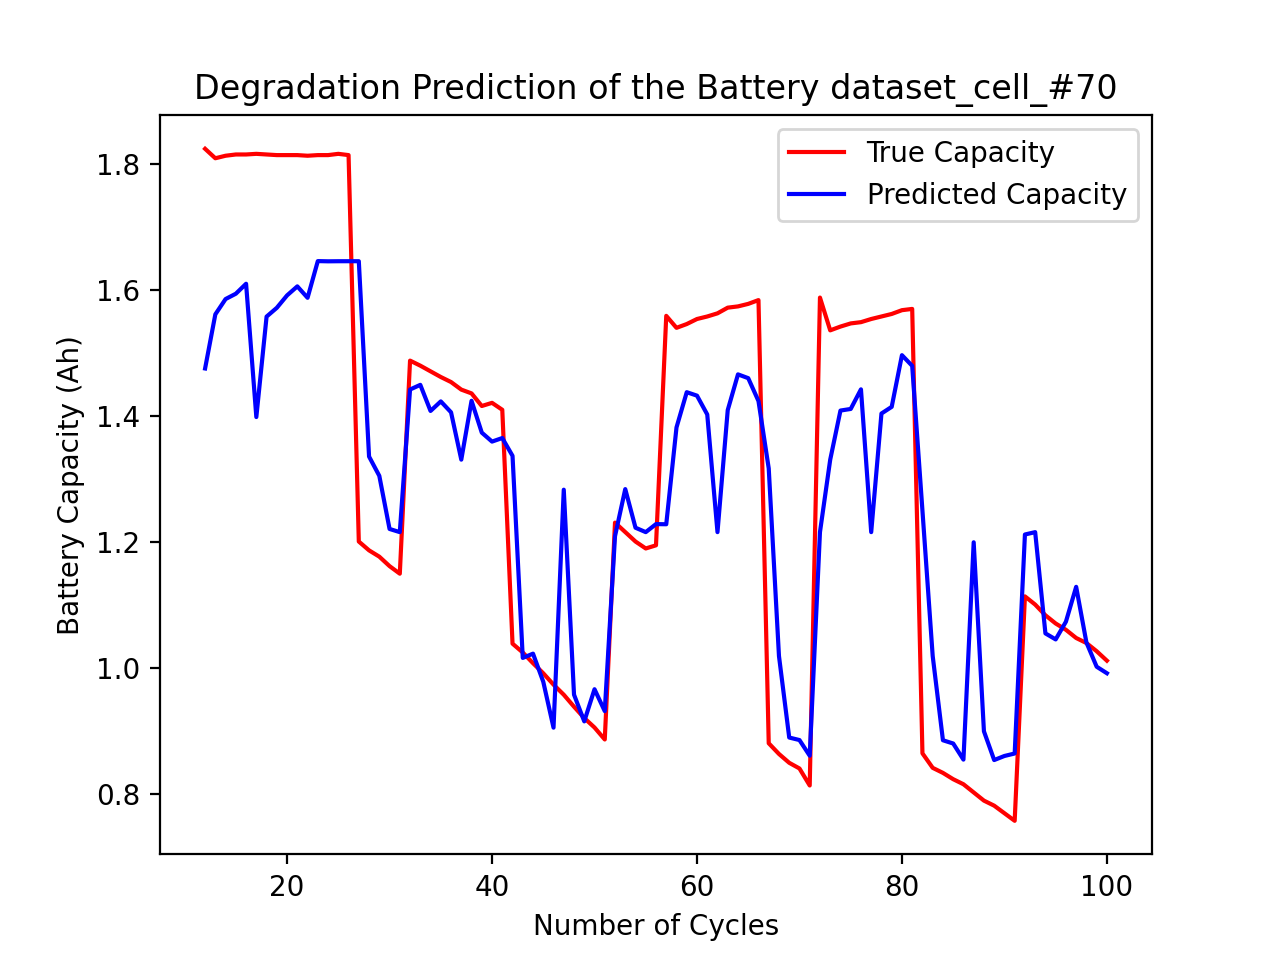 Degradation Prediction of the Battery dataset_cell_#70
True Capacity
Predicted Capacity
Battery Capacity (Ah)
1.8
1.6
1.4
1.2
1.0
0.8
20 40 60 80 100
Number of Cycles